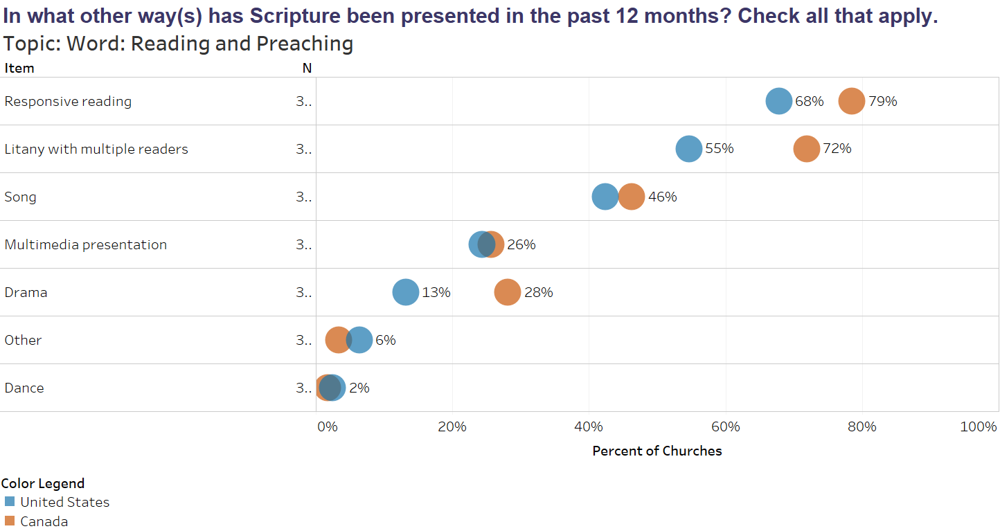 In what other way(s) has Scripture been presented in the past 12 months? Check all that apply.
Topic: Word: Reading and Preaching
Item N
Responsive reading 3.. 68% 79%
Litany with multiple readers 3.. 55% 72%
Song 3.. 46%
Multimedia presentation 3.. 26%
Drama 3.. 13% 28%
Other 3.. 6%
Dance 3.. 2%
0% 20% 40% 60% 80% 100%
Percent of Churches
Color Legend
United States
Canada